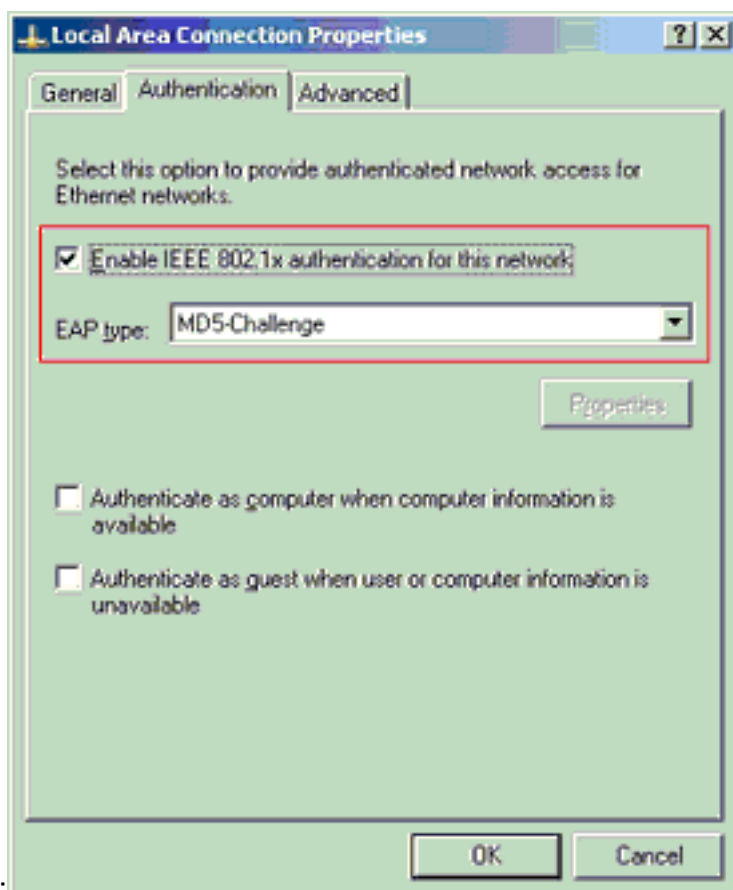 Local Area Connection Properties
General Authentication Advanced
Select this option to provide authenticated network access for
Ethernet networks.
Enable IEEE 802.1x authentication for this network
EAP type: MD5-Challenge
Properties
Authenticate as computer when computer information is
available
Authenticate as guest when user or computer information is
unavailable
OK Cancel
.